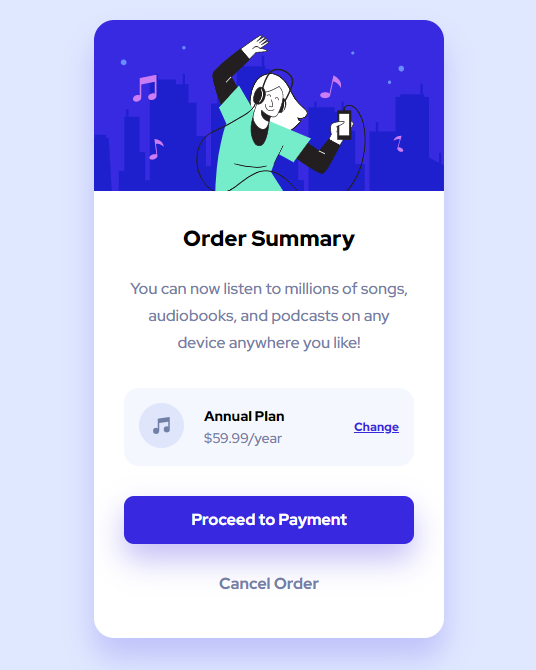 Order Summary
You can now listen to millions of songs,
audiobooks, and podcasts on any
device anywhere you like!
Annual Plan
$59.99/year
Change
Proceed to Payment
Cancel Order